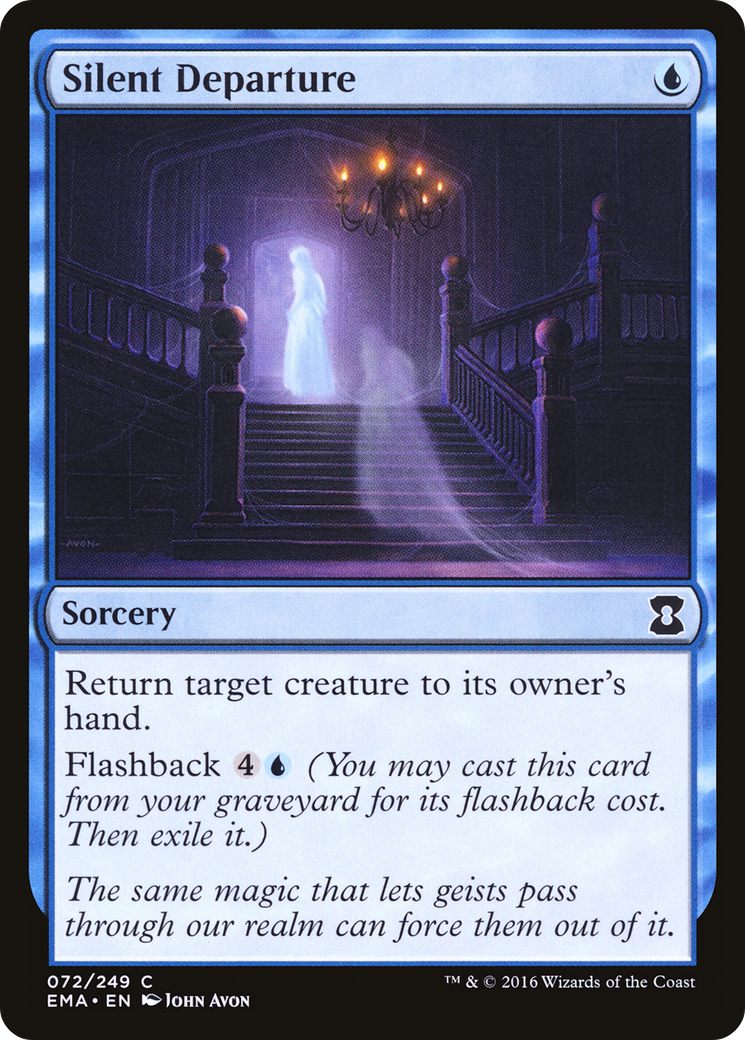 Silent Departure
-AVON-
Sorcery
Return target creature to its owner's
hand.
Flashback 4 (You may cast this card
from your graveyard for its flashback cost.
Then exile it.)
The same magic that lets geists pass
through our realm can force them out of it.
072/249 C
™ & © 2016 Wizards of the Coast
EMA • EN John Avon